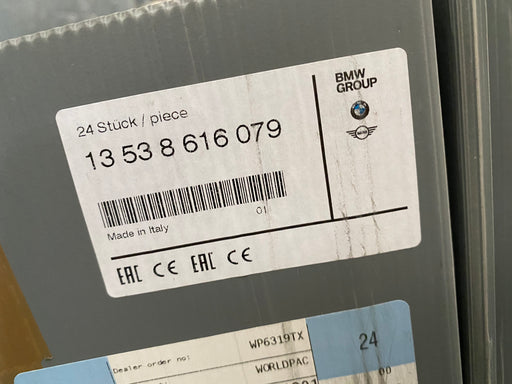 24 Stück / piece
13 53 8 616 079
01
Made in Italy
EAC CE EAC CE
BMW
GROUP
Dealer order no:
WP6319TX
WORLDPAC
24
00